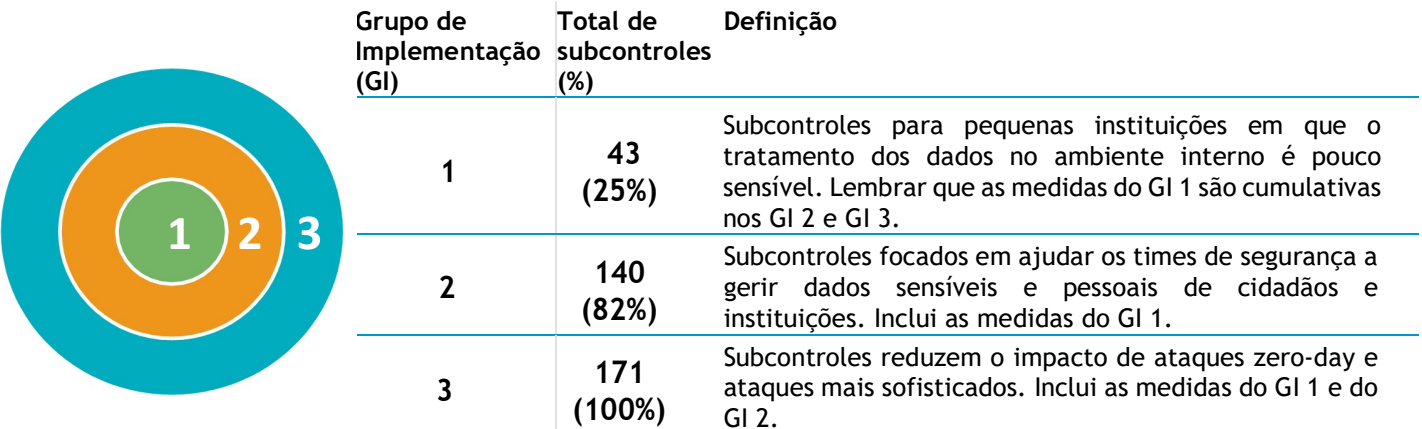 1 2 3
Grupo de
Implementação
(GI)
Total de
subcontroles
(%)
Definição
1
43
(25%)
Subcontroles para pequenas instituições em que o
tratamento dos dados no ambiente interno é pouco
sensível. Lembrar que as medidas do GI 1 são cumulativas
nos GI 2 e GI 3.
2
140
(82%)
Subcontroles focados em ajudar os times de segurança a
gerir dados sensíveis e pessoais de cidadãos e
instituições. Inclui as medidas do GI 1.
3
171
(100%)
Subcontroles reduzem o impacto de ataques zero-day e
ataques mais sofisticados. Inclui as medidas do GI 1 e do
GI 2.